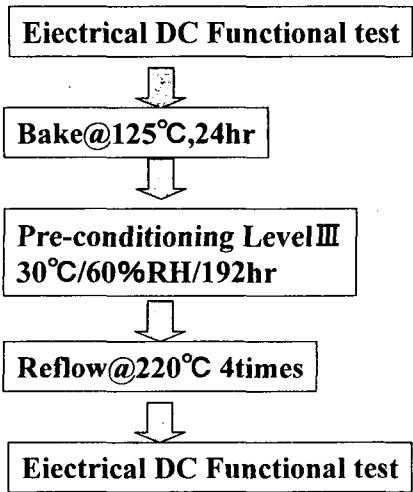 Eiectrical DC Functional test
Bake@125℃,24hr
Pre-conditioning LevelⅢ
30℃/60%RH/192hr
Reflow@220℃ 4times
Eiectrical DC Functional test